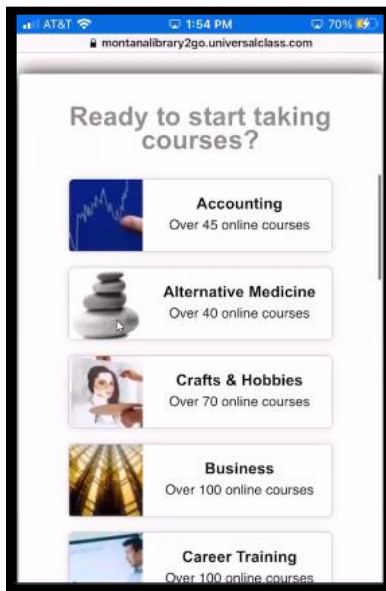 AT&T 1:54 PM 70%
montanalibrary2go.universalclass.com
Ready to start taking
courses?
Accounting
Over 45 online courses
Alternative Medicine
Over 40 online courses
Crafts & Hobbies
Over 70 online courses
Business
Over 100 online courses
Career Training
Over 100 online courses